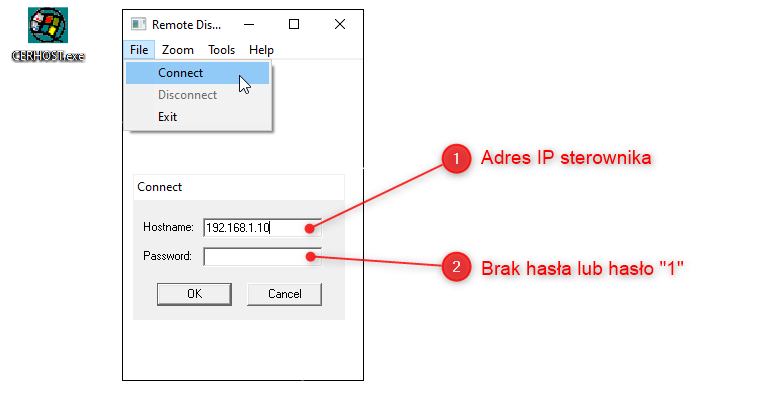 CERHOST.exe
Remote Dis...
File Zoom Tools Help
Connect
Disconnect
Exit
Connect
Hostname: 192.168.1.10
Password:
OK Cancel
1 Adres IP sterownika
2 Brak hasła lub hasło "1"